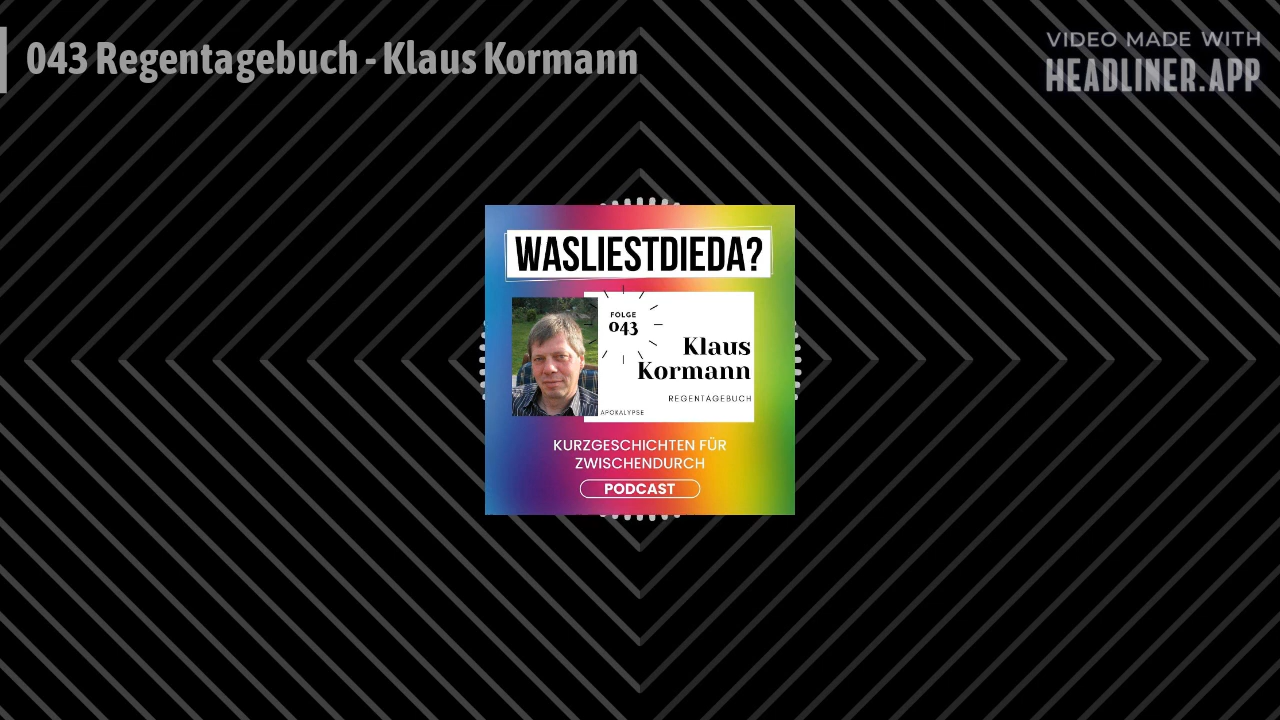 043 Regentagebuch - Klaus Kormann
VIDEO MADE WITH
HEADLINER.APP
WASLIESTDIEDA?
FOLGE
043
Klaus
Kormann
REGENTAGEBUCH
APOKALYPSE
KURZGESCHICHTEN FÜR
ZWISCHENDURCH
PODCAST